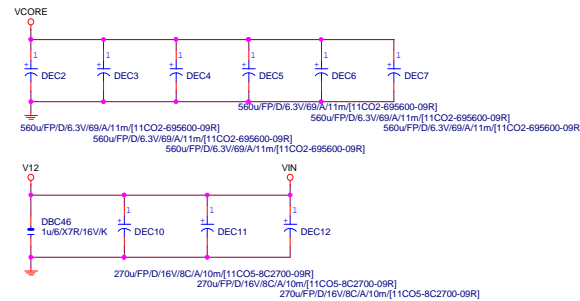 VCORE
1 1 1 1 1 1
+ DEC2 + DEC3 + DEC4 + DEC5 + DEC6 + DEC7
560u/FP/D/6.3V/69/A/11m/[11CO2-695600-09R]
560u/FP/D/6.3V/69/A/11m/[11CO2-695600-09R]
560u/FP/D/6.3V/69/A/11m/[11CO2-695600-09R]
560u/FP/D/6.3V/69/A/11m/[11CO2-695600-09R]
560u/FP/D/6.3V/69/A/11m/[11CO2-695600-09R]
560u/FP/D/6.3V/69/A/11m/[11CO2-695600-09R]
V12 VIN
1 1 1
DBC46
1u/6/X7R/16V/K
+ DEC10 + DEC11 + DEC12
270u/FP/D/16V/8C/A/10m/[11CO5-8C2700-09R]
270u/FP/D/16V/8C/A/10m/[11CO5-8C2700-09R]
270u/FP/D/16V/8C/A/10m/[11CO5-8C2700-09R]